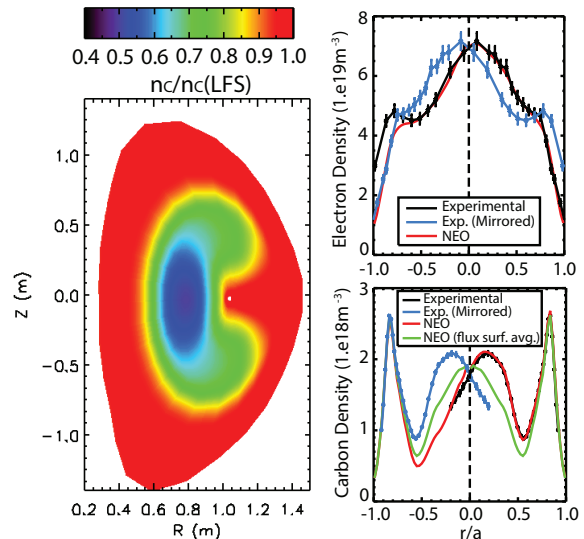 0.4 0.5 0.6 0.7 0.8 0.9 1.0
nC/nC(LFS)
Z (m)
1.0
0.5
0.0
-0.5
-1.0
0.2 0.4 0.6 0.8 1.0 1.2 1.4
R (m)
Electron Density (1.e19m⁻³)
8
6
4
2
0
Experimental
Exp. (Mirrored)
NEO
-1.0 -0.5 0.0 0.5 1.0
Carbon Density (1.e18m⁻³)
3
2
1
0
Experimental
Exp. (Mirrored)
NEO
NEO (flux surf. avg.)
-1.0 -0.5 0.0 0.5 1.0
r/a